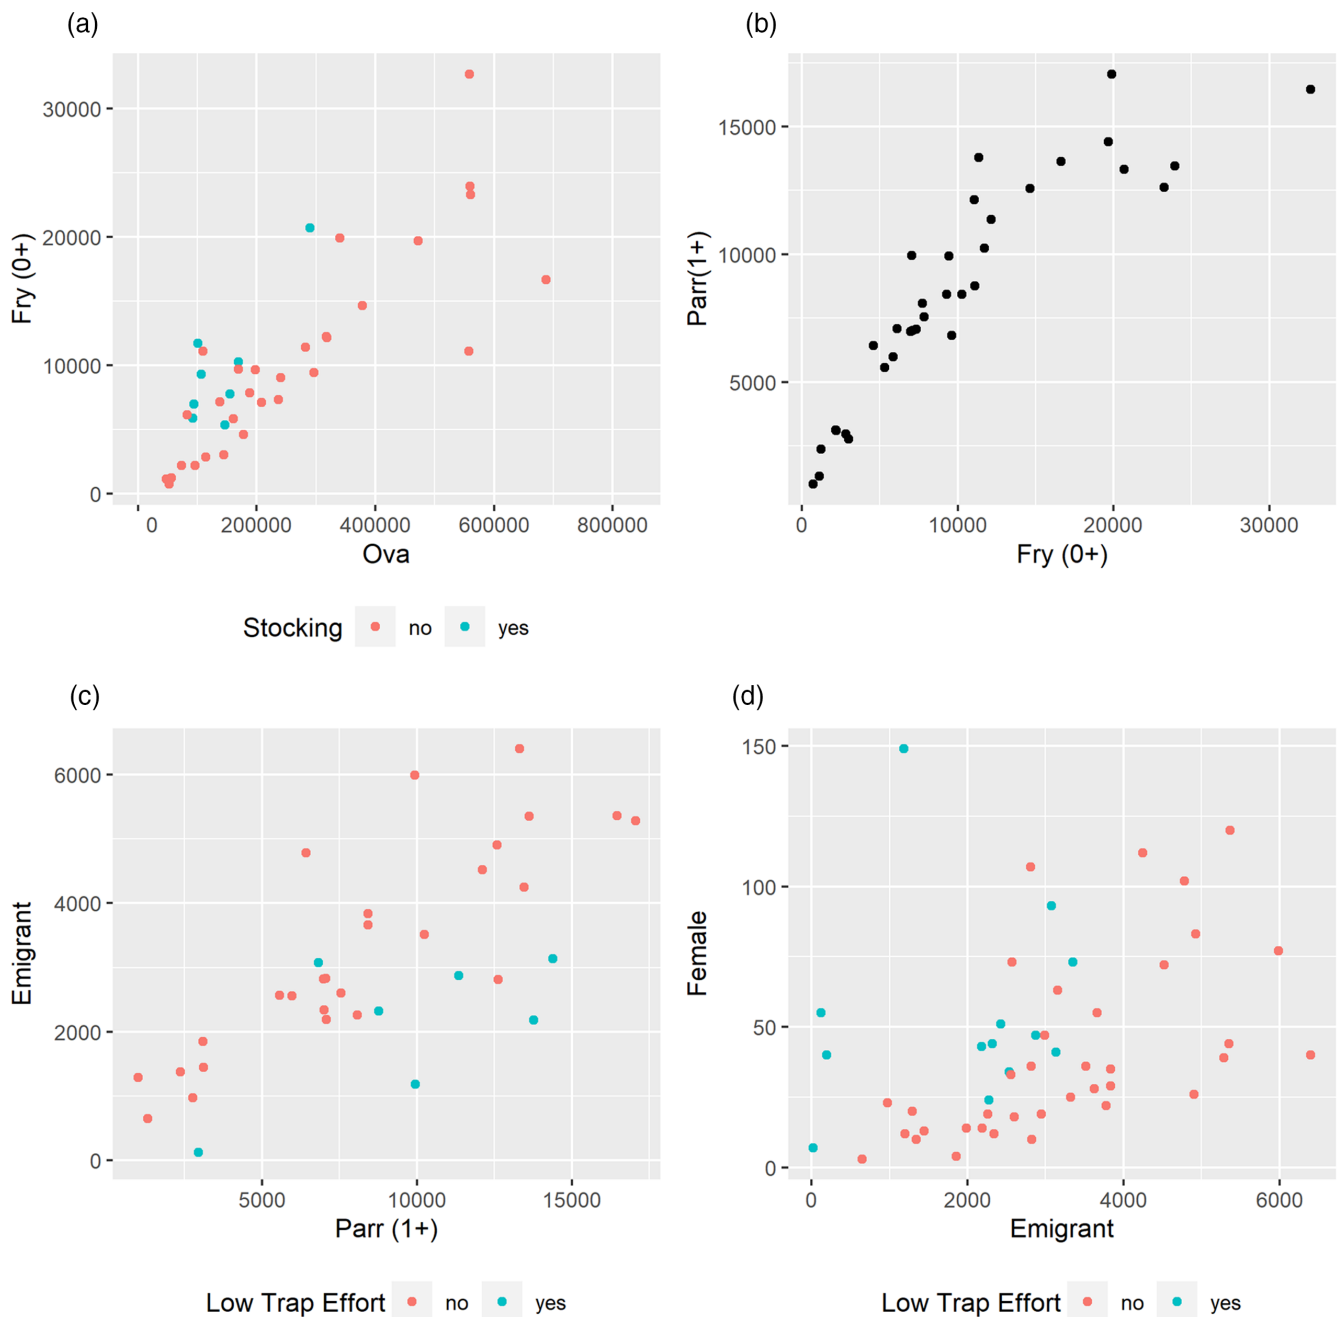 (a)
30000
20000
10000
0
Fry (0+)
0 200000 400000 600000 800000
Ova
Stocking no yes
(b)
15000
10000
5000
Parr(1+)
0 10000 20000 30000
Fry (0+)
(c)
6000
4000
2000
0
Emigrant
5000 10000 15000
Parr (1+)
Low Trap Effort no yes
(d)
150
100
50
0
Female
0 2000 4000 6000
Emigrant
Low Trap Effort no yes